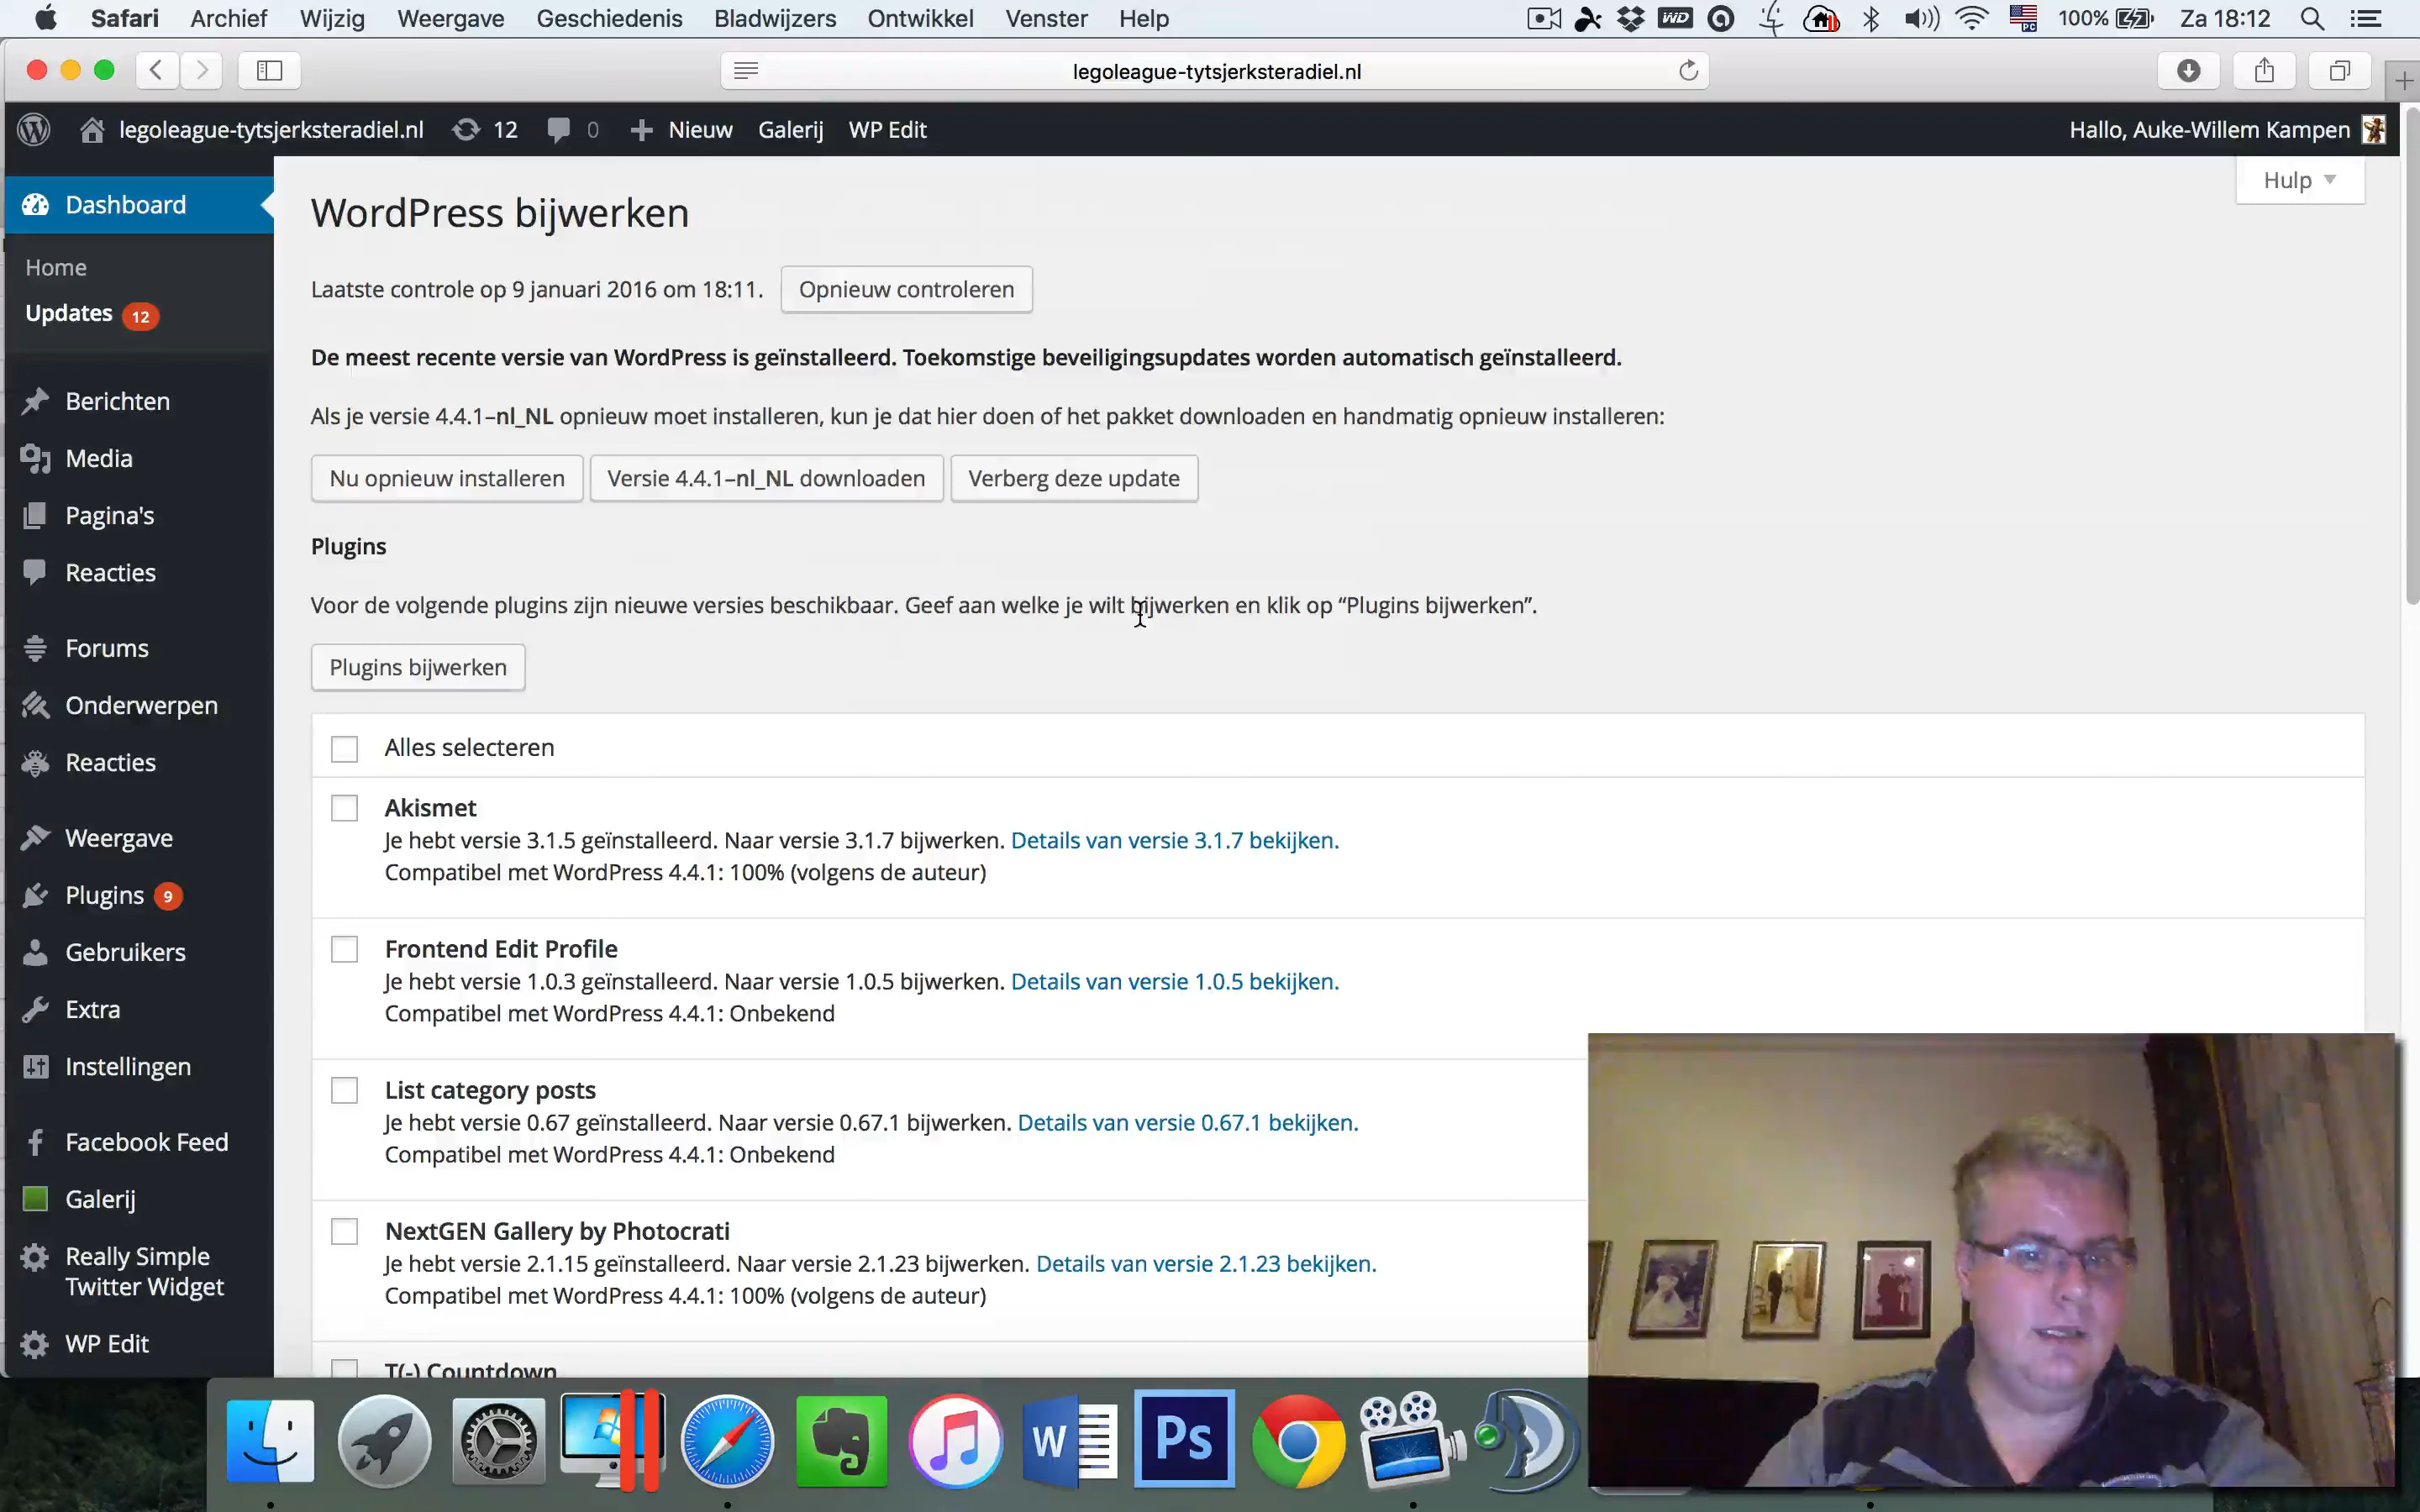 Safari Archief Wijzig Weergave Geschiedenis Bladwijzers Ontwikkel Venster Help WD 100% Za 18:12
legoleague-tytsjerksteradiel.nl
legoleague-tytsjerksteradiel.nl 12 0 Nieuw Galerij WP Edit Hallo, Auke-Willem Kampen
Hulp
Dashboard
Home
Updates 12
Berichten
Media
Pagina's
Reacties
Forums
Onderwerpen
Reacties
Weergave
Plugins 9
Gebruikers
Extra
Instellingen
Facebook Feed
Galerij
Really Simple
Twitter Widget
WP Edit
WordPress bijwerken
Laatste controle op 9 januari 2016 om 18:11. Opnieuw controleren
De meest recente versie van WordPress is geïnstalleerd. Toekomstige beveiligingsupdates worden automatisch geïnstalleerd.
Als je versie 4.4.1–nl_NL opnieuw moet installeren, kun je dat hier doen of het pakket downloaden en handmatig opnieuw installeren:
Nu opnieuw installeren Versie 4.4.1–nl_NL downloaden Verberg deze update
Plugins
Voor de volgende plugins zijn nieuwe versies beschikbaar. Geef aan welke je wilt bijwerken en klik op “Plugins bijwerken”.
Plugins bijwerken
Alles selecteren
Akismet
Je hebt versie 3.1.5 geïnstalleerd. Naar versie 3.1.7 bijwerken. Details van versie 3.1.7 bekijken.
Compatibel met WordPress 4.4.1: 100% (volgens de auteur)
Frontend Edit Profile
Je hebt versie 1.0.3 geïnstalleerd. Naar versie 1.0.5 bijwerken. Details van versie 1.0.5 bekijken.
Compatibel met WordPress 4.4.1: Onbekend
List category posts
Je hebt versie 0.67 geïnstalleerd. Naar versie 0.67.1 bijwerken. Details van versie 0.67.1 bekijken.
Compatibel met WordPress 4.4.1: Onbekend
NextGEN Gallery by Photocrati
Je hebt versie 2.1.15 geïnstalleerd. Naar versie 2.1.23 bijwerken. Details van versie 2.1.23 bekijken.
Compatibel met WordPress 4.4.1: 100% (volgens de auteur)
T(-) Countdown
W Ps